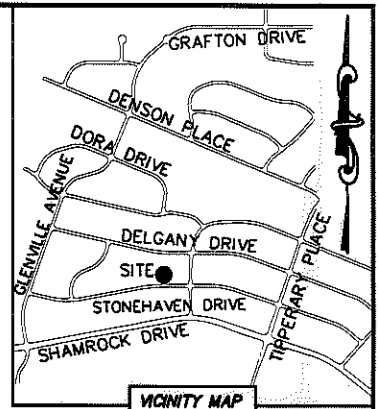 GRAFTON DRIVE
DENSON PLACE
DORA DRIVE
GLENVILLE AVENUE
DELGANY DRIVE
TIPPERARY PLACE
SITE
STONEHAVEN DRIVE
SHAMROCK DRIVE
VICINITY MAP